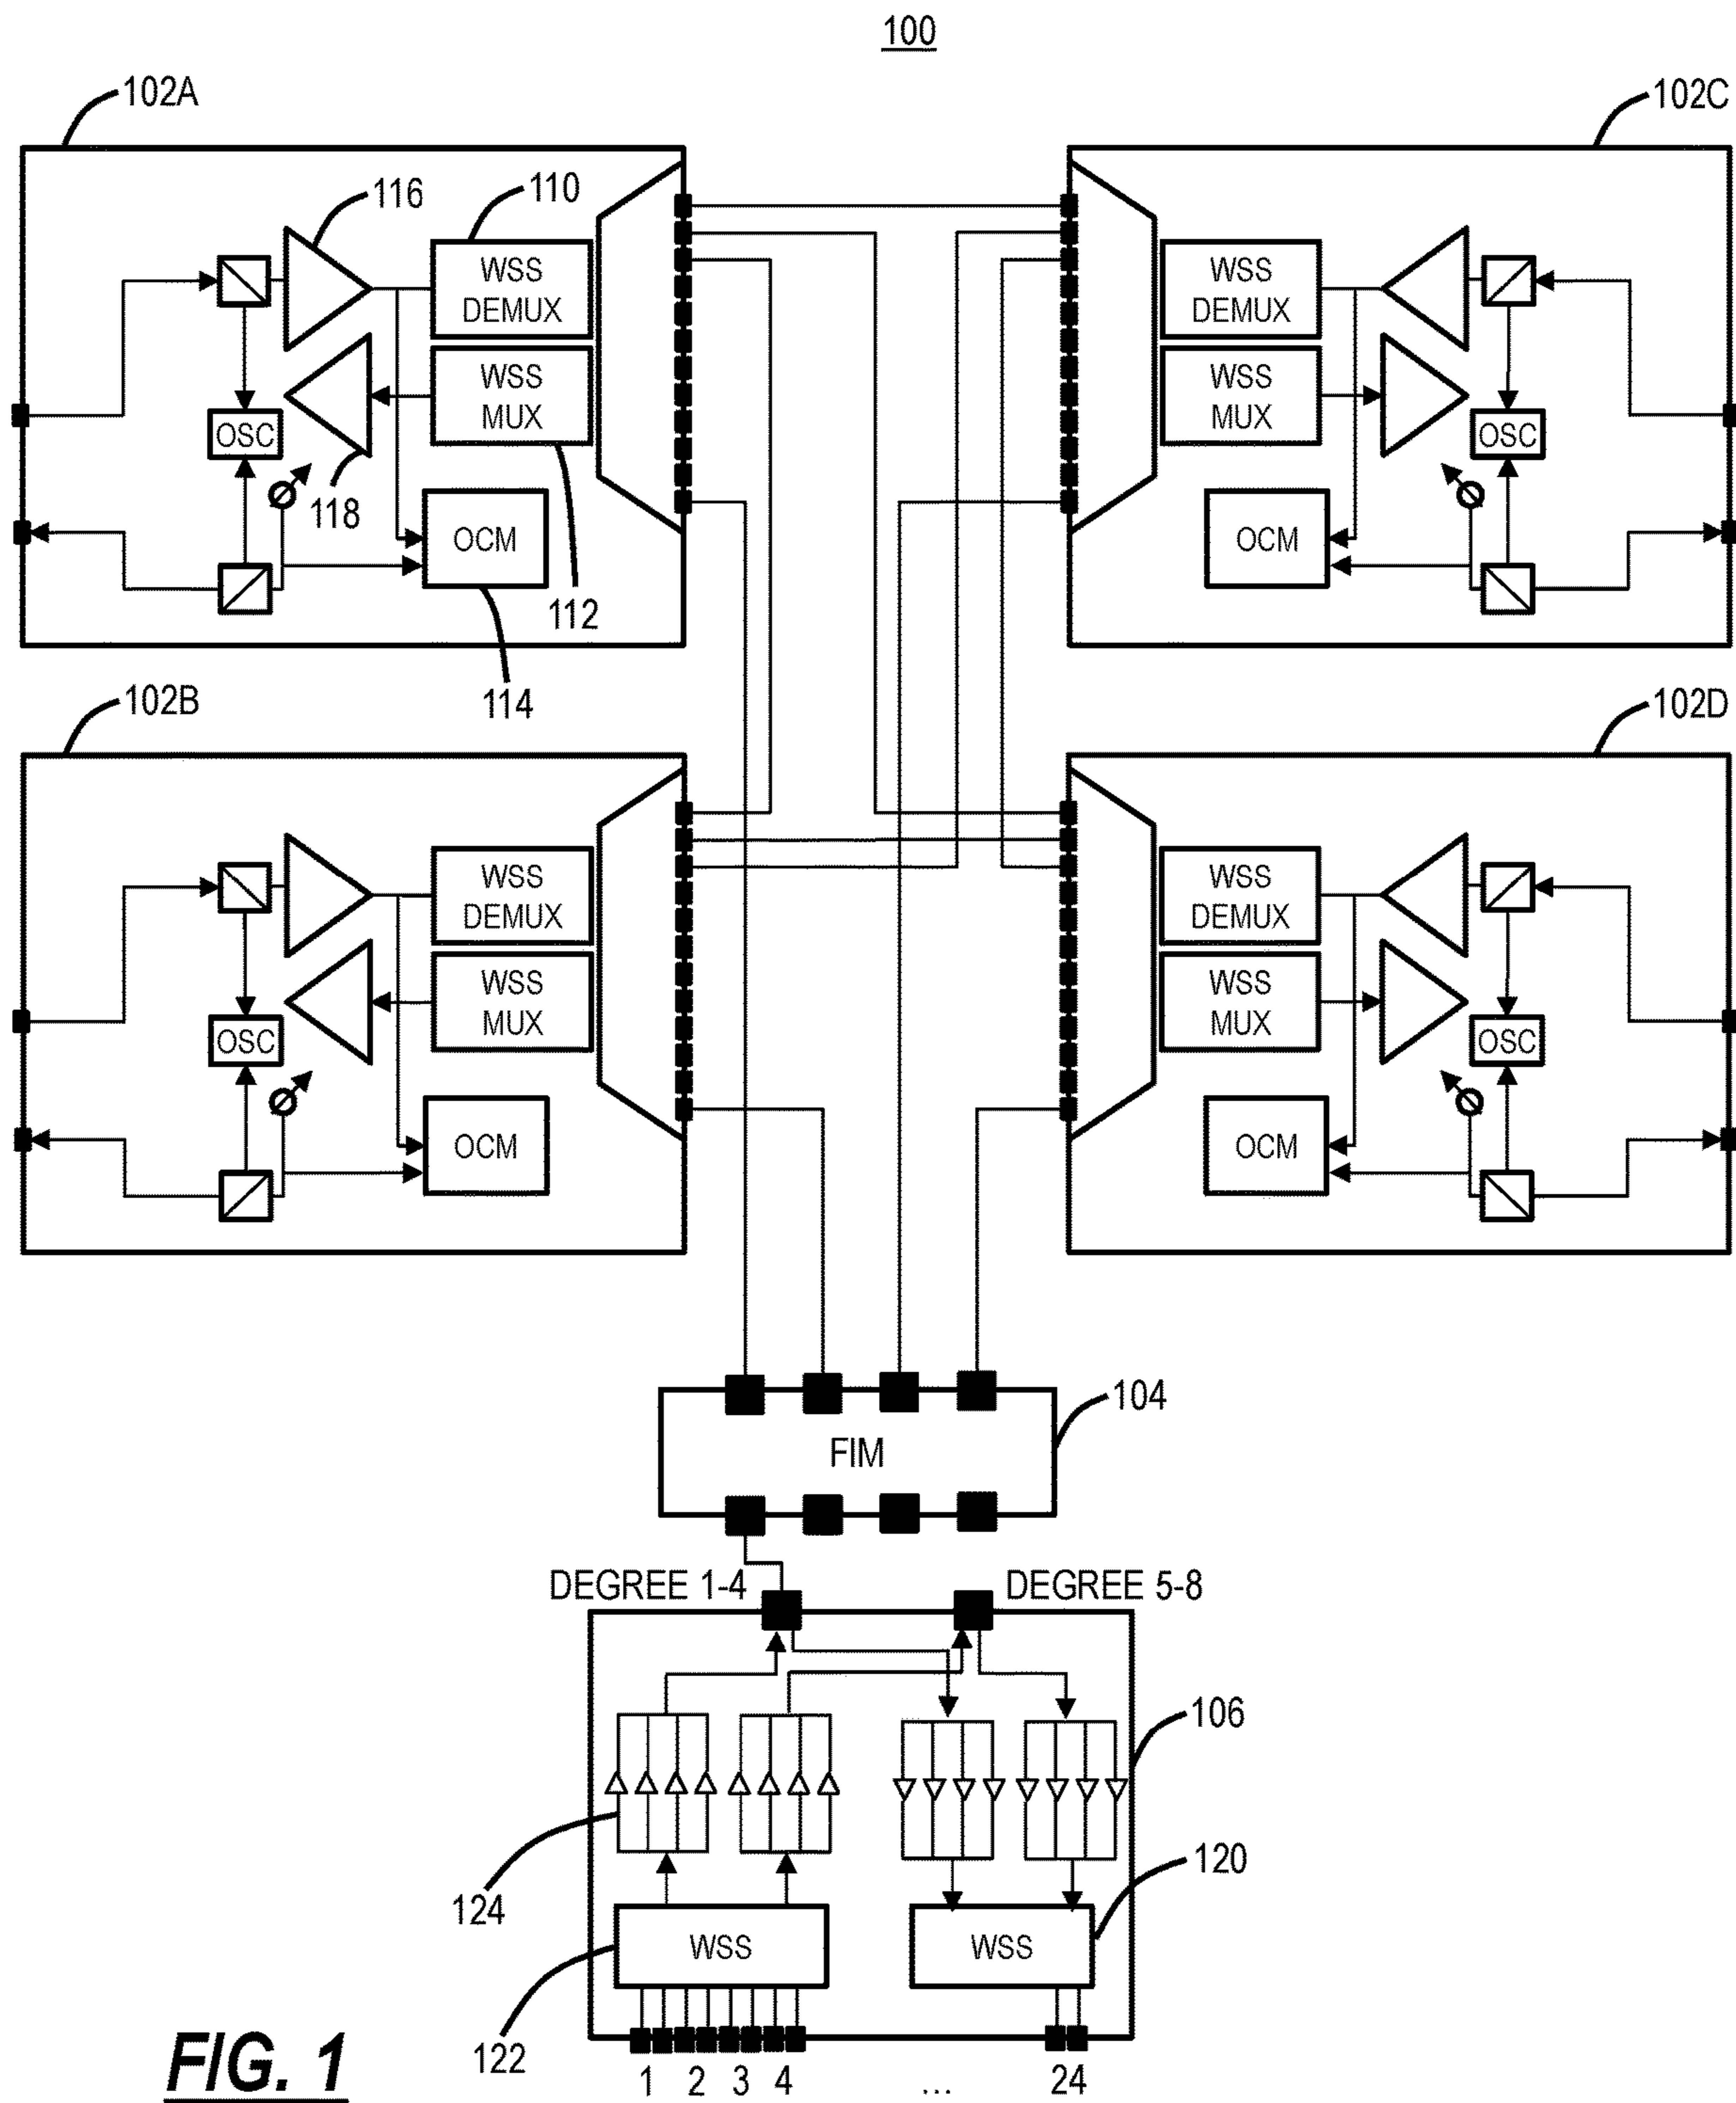 100
102A
102C
116
110
WSS
DEMUX
WSS
DEMUX
WSS
MUX
WSS
MUX
OSC
OSC
118
OCM
OCM
112
114
102B
102D
WSS
DEMUX
WSS
DEMUX
WSS
MUX
WSS
MUX
OSC
OSC
OCM
OCM
104
FIM
DEGREE 1-4
DEGREE 5-8
106
124
120
WSS
WSS
122
1 2 3 4 ... 24
FIG. 1